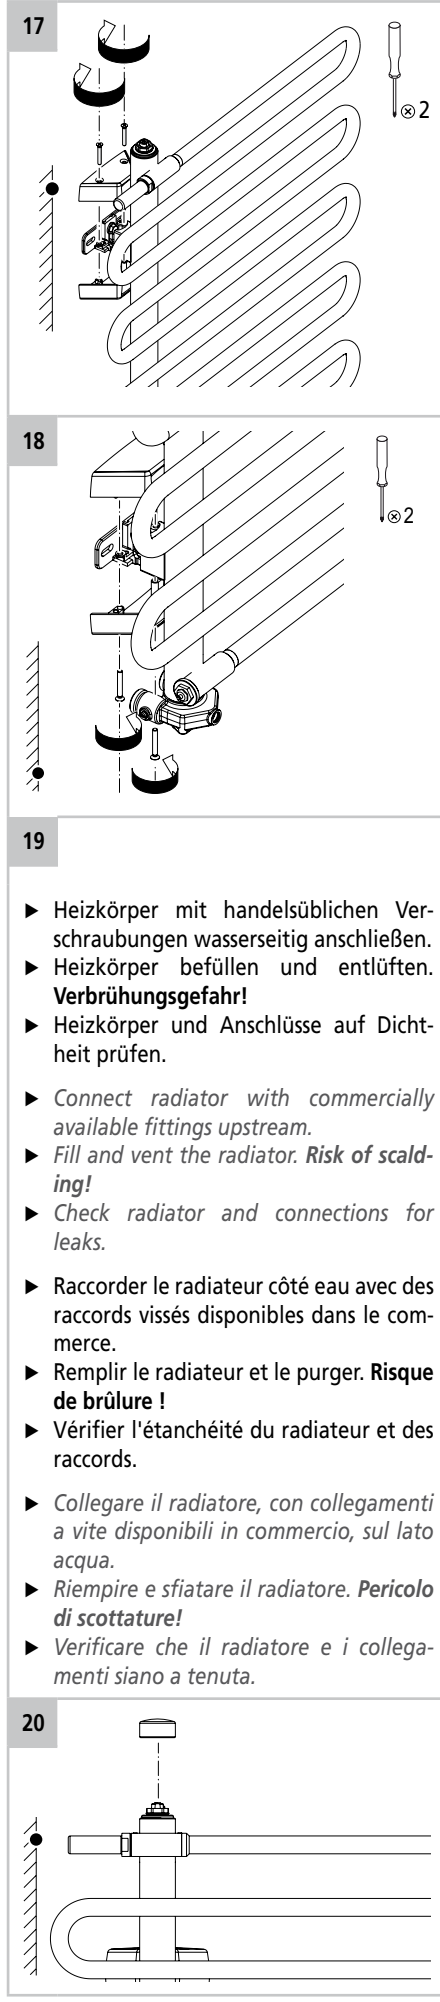 17
⊗ 2
18
⊗ 2
19
▶ Heizkörper mit handelsüblichen Ver-
schraubungen wasserseitig anschließen.
▶ Heizkörper befüllen und entlüften.
Verbrühungsgefahr!
▶ Heizkörper und Anschlüsse auf Dicht-
heit prüfen.
▶ Connect radiator with commercially
available fittings upstream.
▶ Fill and vent the radiator. Risk of scald-
ing!
▶ Check radiator and connections for
leaks.
▶ Raccorder le radiateur côté eau avec des
raccords vissés disponibles dans le com-
merce.
▶ Remplir le radiateur et le purger. Risque
de brûlure !
▶ Vérifier l'étanchéité du radiateur et des
raccords.
▶ Collegare il radiatore, con collegamenti
a vite disponibili in commercio, sul lato
acqua.
▶ Riempire e sfiatare il radiatore. Pericolo
di scottature!
▶ Verificare che il radiatore e i collega-
menti siano a tenuta.
20